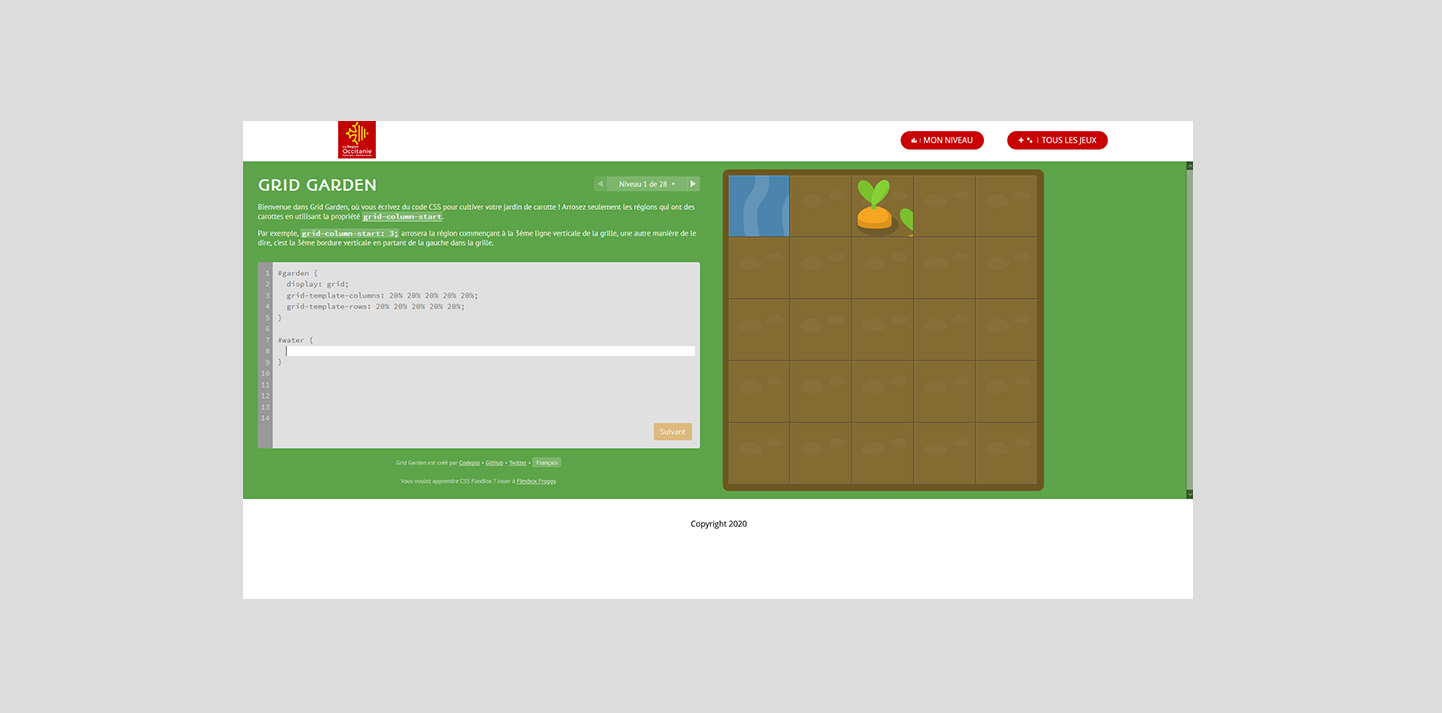 La Région
Occitanie
MON NIVEAU
TOUS LES JEUX
GRID GARDEN
Niveau 1 de 28
Bienvenue dans Grid Garden, où vous écrivez du code CSS pour cultiver votre jardin de carotte ! Arrosez seulement les régions qui ont des
carottes en utilisant la propriété grid-column-start.
Par exemple, grid-column-start: 3; arrosera la région commençant à la 3ème ligne verticale de la grille, une autre manière de le
dire, c'est la 3ème bordure verticale en partant de la gauche dans la grille.
1 #garden {
2 display: grid;
3 grid-template-columns: 20% 20% 20% 20% 20%;
4 grid-template-rows: 20% 20% 20% 20% 20%;
5 }
6
7 #water {
8
9 }
10
11
12
13
14
Suivant
Grid Garden est créé par Codepip • GitHub • Twitter • Français
Vous voulez apprendre CSS FlexBox ? Jouer à Flexbox Froggy
Copyright 2020